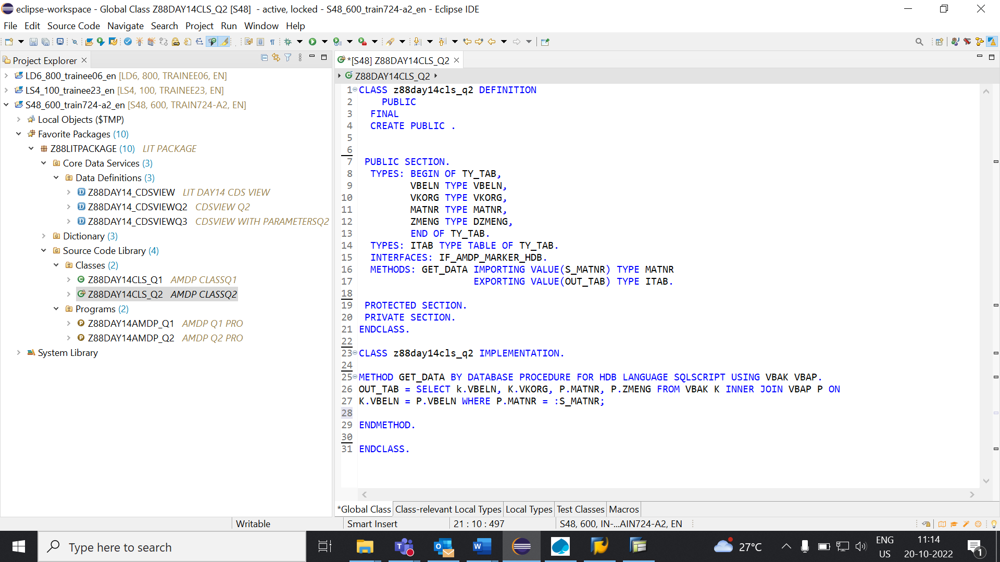 eclipse-workspace - Global Class Z88DAY14CLS_Q2 [S48]  - active, locked - S48_600_train724-a2_en - Eclipse IDE
File Edit Source Code Navigate Search Project Run Window Help
Project Explorer
LD6_800_trainee06_en [LD6, 800, TRAINEE06, EN]
LS4_100_trainee23_en [LS4, 100, TRAINEE23, EN]
S48_600_train724-a2_en [S48, 600, TRAIN724-A2, EN]
Local Objects ($TMP)
Favorite Packages (10)
Z88LITPACKAGE (10) LIT PACKAGE
Core Data Services (3)
Data Definitions (3)
Z88DAY14_CDSVIEW LIT DAY14 CDS VIEW
Z88DAY14_CDSVIEWQ2 CDSVIEW Q2
Z88DAY14_CDSVIEWQ3 CDSVIEW WITH PARAMETERSQ2
Dictionary (3)
Source Code Library (4)
Classes (2)
Z88DAY14CLS_Q1 AMDP CLASSQ1
Z88DAY14CLS_Q2 AMDP CLASSQ2
Programs (2)
Z88DAY14AMDP_Q1 AMDP Q1 PRO
Z88DAY14AMDP_Q2 AMDP Q2 PRO
System Library
*[S48] Z88DAY14CLS_Q2
Z88DAY14CLS_Q2
1 CLASS z88day14cls_q2 DEFINITION
2 PUBLIC
3 FINAL
4 CREATE PUBLIC .
5
6
7 PUBLIC SECTION.
8 TYPES: BEGIN OF TY_TAB,
9 VBELN TYPE VBELN,
10 VKORG TYPE VKORG,
11 MATNR TYPE MATNR,
12 ZMENG TYPE DZMENG,
13 END OF TY_TAB.
14 TYPES: ITAB TYPE TABLE OF TY_TAB.
15 INTERFACES: IF_AMDP_MARKER_HDB.
16 METHODS: GET_DATA IMPORTING VALUE(S_MATNR) TYPE MATNR
17 EXPORTING VALUE(OUT_TAB) TYPE ITAB.
18
19 PROTECTED SECTION.
20 PRIVATE SECTION.
21 ENDCLASS.
22
23 CLASS z88day14cls_q2 IMPLEMENTATION.
24
25 METHOD GET_DATA BY DATABASE PROCEDURE FOR HDB LANGUAGE SQLSCRIPT USING VBAK VBAP.
26 OUT_TAB = SELECT k.VBELN, K.VKORG, P.MATNR, P.ZMENG FROM VBAK K INNER JOIN VBAP P ON
27 K.VBELN = P.VBELN WHERE P.MATNR = :S_MATNR;
28
29 ENDMETHOD.
30
31 ENDCLASS.
*Global Class Class-relevant Local Types Local Types Test Classes Macros
Writable Smart Insert 21 : 10 : 497 S48, 600, IN-...AIN724-A2, EN
Type here to search
27°C
ENG
US
11:14
20-10-2022
1